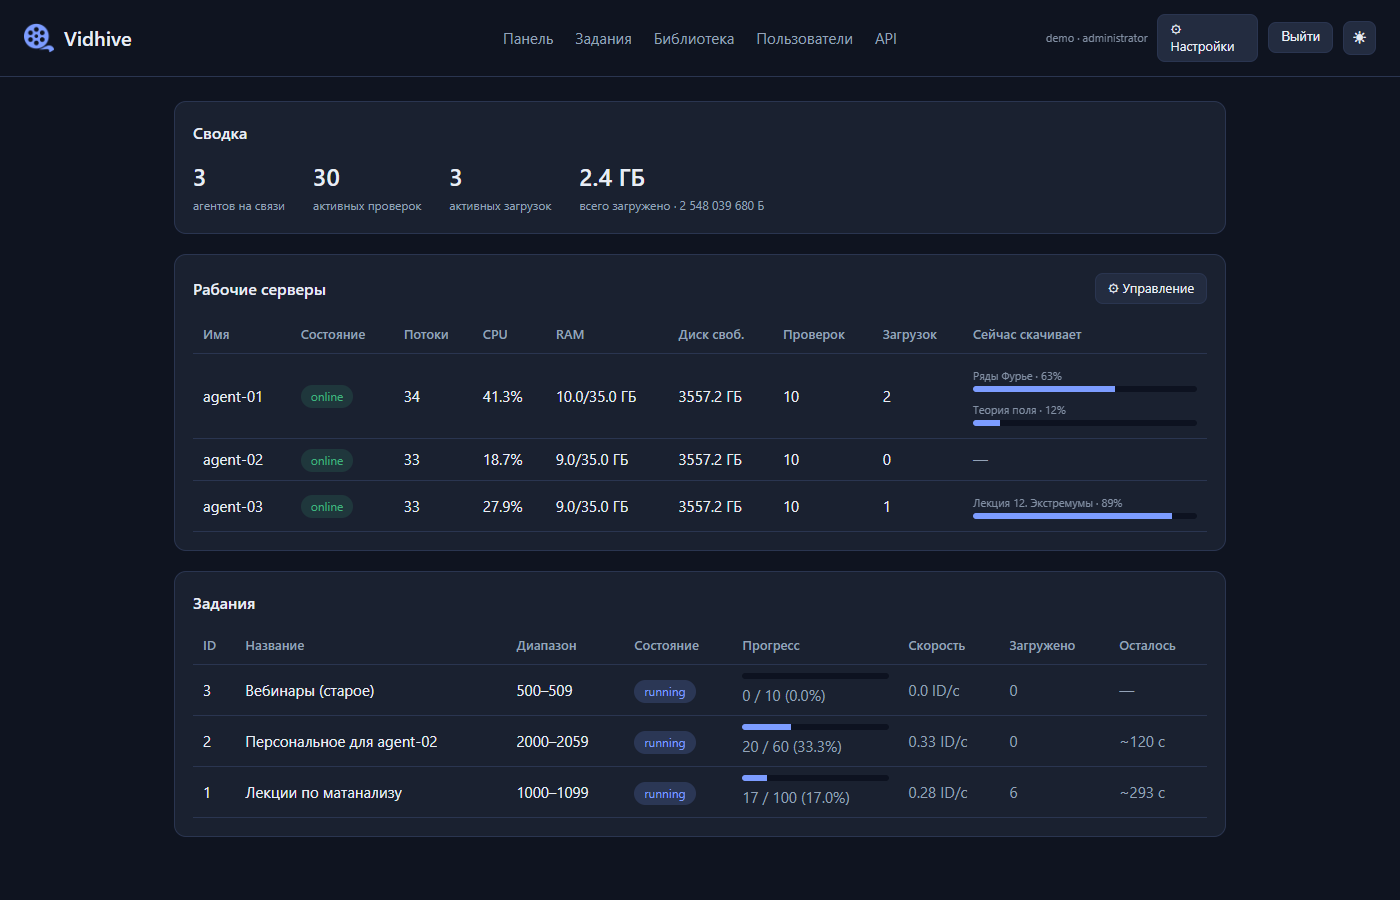 Vidhive
Панель Задания Библиотека Пользователи API
demo · administrator
⚙ Настройки
Выйти
☀
Сводка
3 30 3 2.4 ГБ
агентов на связи активных проверок активных загрузок всего загружено · 2 548 039 680 Б
Рабочие серверы
⚙ Управление
Имя Состояние Потоки CPU RAM Диск своб. Проверок Загрузок Сейчас скачивает
agent-01 online 34 41.3% 10.0/35.0 ГБ 3557.2 ГБ 10 2
Ряды Фурье · 63%
Теория поля · 12%
agent-02 online 33 18.7% 9.0/35.0 ГБ 3557.2 ГБ 10 0 —
agent-03 online 33 27.9% 9.0/35.0 ГБ 3557.2 ГБ 10 1
Лекция 12. Экстремумы · 89%
Задания
ID Название Диапазон Состояние Прогресс Скорость Загружено Осталось
3 Вебинары (старое) 500–509 running 0 / 10 (0.0%) 0.0 ID/с 0 —
2 Персональное для agent-02 2000–2059 running 20 / 60 (33.3%) 0.33 ID/с 0 ~120 с
1 Лекции по матанализу 1000–1099 running 17 / 100 (17.0%) 0.28 ID/с 6 ~293 с